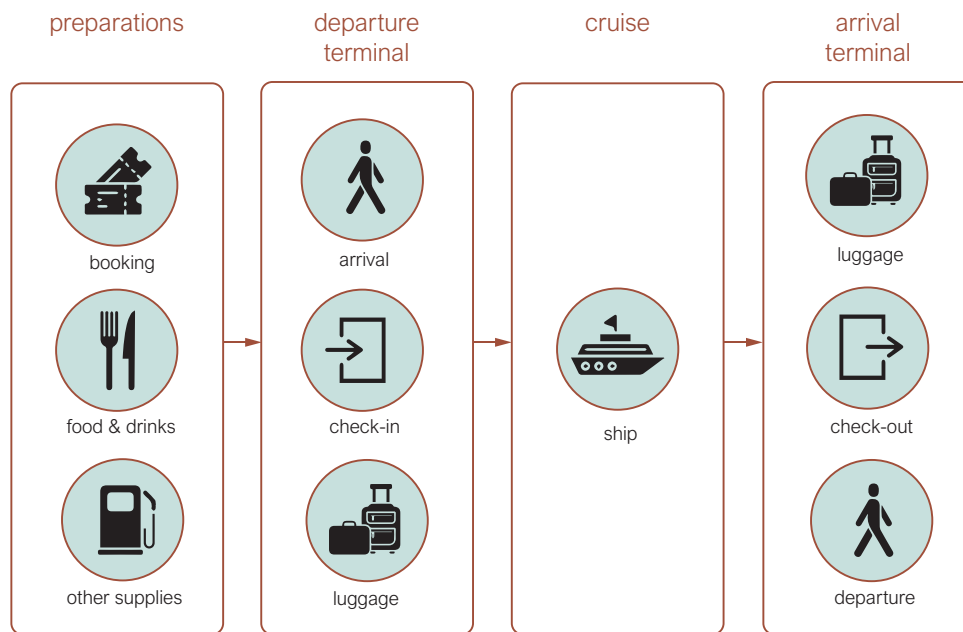 preparations
departure
terminal
cruise
arrival
terminal
booking
food & drinks
other supplies
arrival
check-in
luggage
ship
luggage
check-out
departure